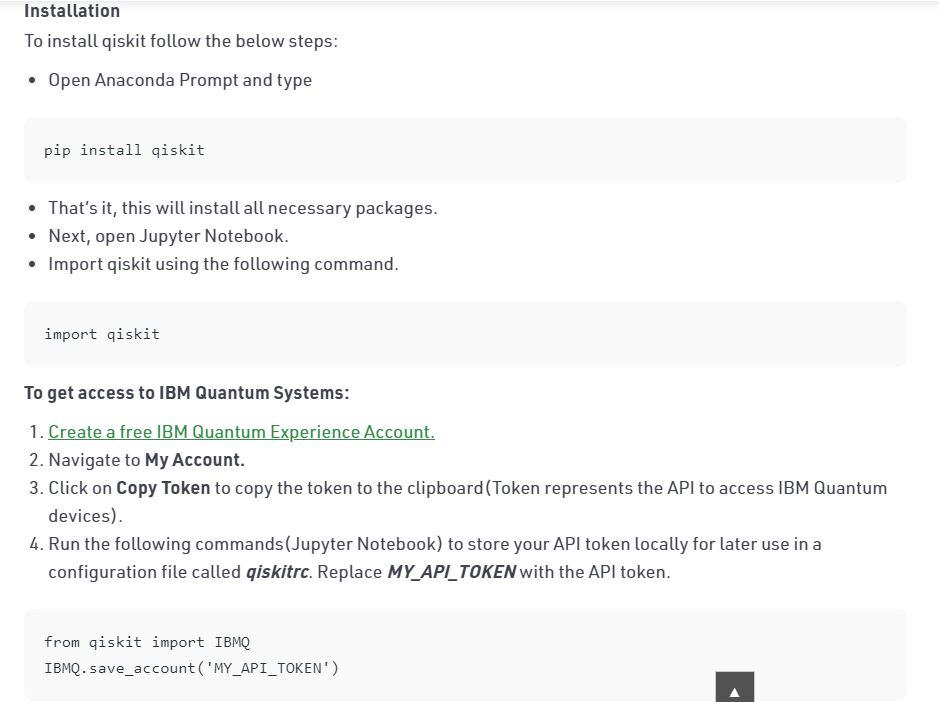 Installation
To install qiskit follow the below steps:
• Open Anaconda Prompt and type
pip install qiskit
• That's it, this will install all necessary packages.
• Next, open Jupyter Notebook.
• Import qiskit using the following command.
import qiskit
To get access to IBM Quantum Systems:
1. Create a free IBM Quantum Experience Account.
2. Navigate to My Account.
3. Click on Copy Token to copy the token to the clipboard(Token represents the API to access IBM Quantum
devices).
4. Run the following commands(Jupyter Notebook) to store your API token locally for later use in a
configuration file called qiskitrc. Replace MY_API_TOKEN with the API token.
from qiskit import IBMQ
IBMQ.save_account('MY_API_TOKEN')